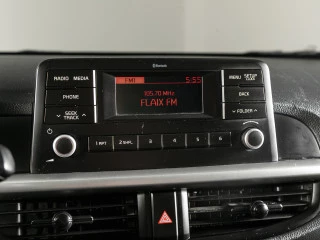 Bluetooth
RADIO MEDIA
FM1 5:55
MENU SETUP
PHONE
105.70 MHz
BACK
SEEK
TRACK
FLAIX FM
FOLDER
1 RPT 2 SHFL 3 4 5 6